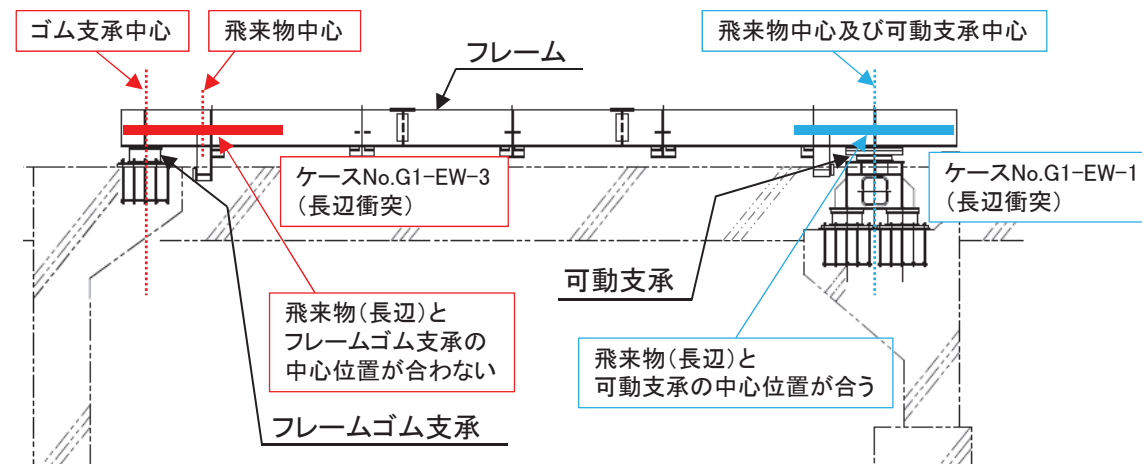 ゴム支承中心
飛来物中心
フレーム
飛来物中心及び可動支承中心
ケースNo.G1-EW-3
（長辺衝突）
ケースNo.G1-EW-1
（長辺衝突）
可動支承
飛来物（長辺）と
フレームゴム支承の
中心位置が合わない
飛来物（長辺）と
可動支承の中心位置が合う
フレームゴム支承